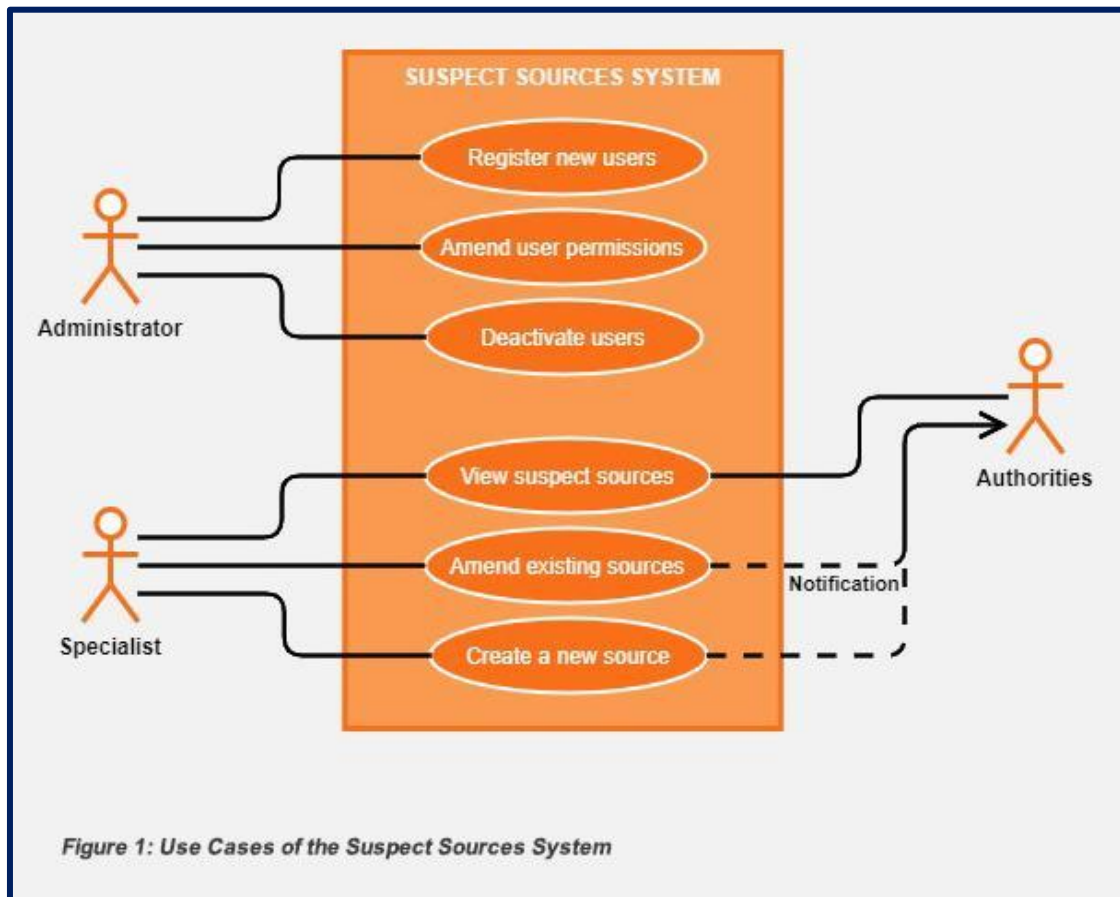 SUSPECT SOURCES SYSTEM
Register new users
Amend user permissions
Deactivate users
Administrator
View suspect sources
Authorities
Amend existing sources
Notification
Specialist
Create a new source
Figure 1: Use Cases of the Suspect Sources System